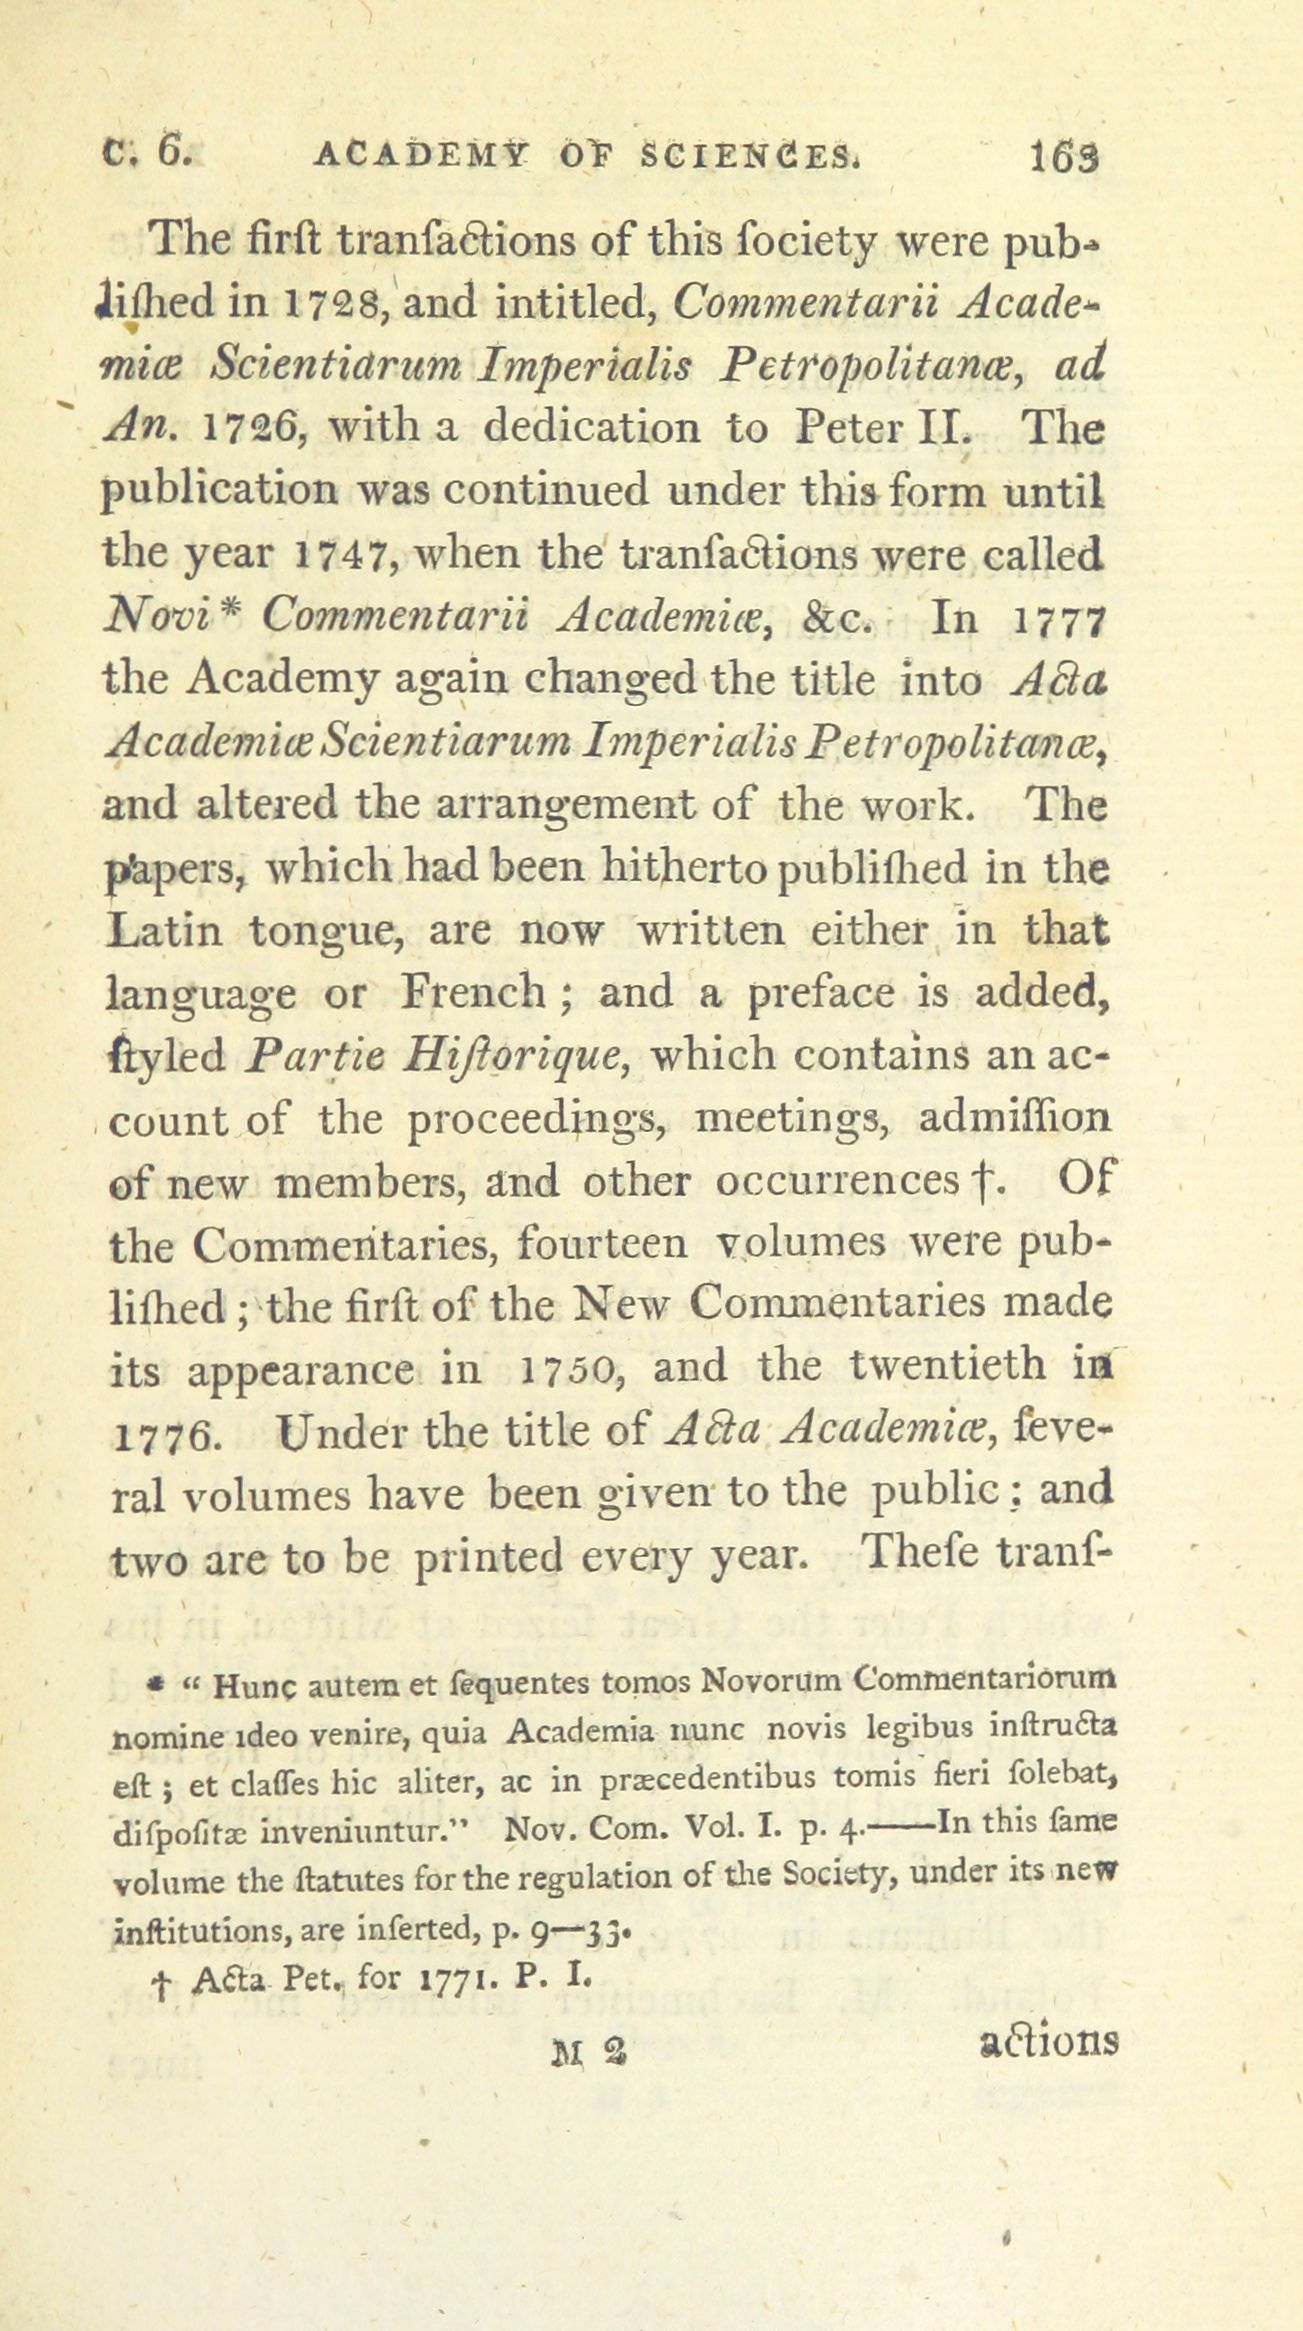 C. 6. ACADEMY OF SCIENCES. 163
The firſt tranſactions of this ſociety were pub-
liſhed in 1728, and intitled, Commentarii Acade-
miæ Scientiarum Imperialis Petropolitanæ, ad
An. 1726, with a dedication to Peter II. The
publication was continued under this form until
the year 1747, when the tranſactions were called
Novi * Commentarii Academiæ, &c. In 1777
the Academy again changed the title into Acta
Academiæ Scientiarum Imperialis Petropolitanæ,
and altered the arrangement of the work. The
papers, which had been hitherto publiſhed in the
Latin tongue, are now written either in that
language or French ; and a preface is added,
ſtyled Partie Hiſtorique, which contains an ac-
count of the proceedings, meetings, admiſſion
of new members, and other occurrences †. Of
the Commentaries, fourteen volumes were pub-
liſhed ; the firſt of the New Commentaries made
its appearance in 1750, and the twentieth in
1776. Under the title of Acta Academiæ, ſeve-
ral volumes have been given to the public ; and
two are to be printed every year. Theſe tranſ-
* “ Hunc autem et ſequentes tomos Novorum Commentariorum
nomine ideo venire, quia Academia nunc novis legibus inſtructa
eſt ; et claſſes hic aliter, ac in præcedentibus tomis fieri ſolebat,
diſpoſitæ inveniuntur.” Nov. Com. Vol. I. p. 4.——In this ſame
volume the ſtatutes for the regulation of the Society, under its new
inſtitutions, are inſerted, p. 9—33.
† Acta Pet. for 1771. P. I.
M 2 actions